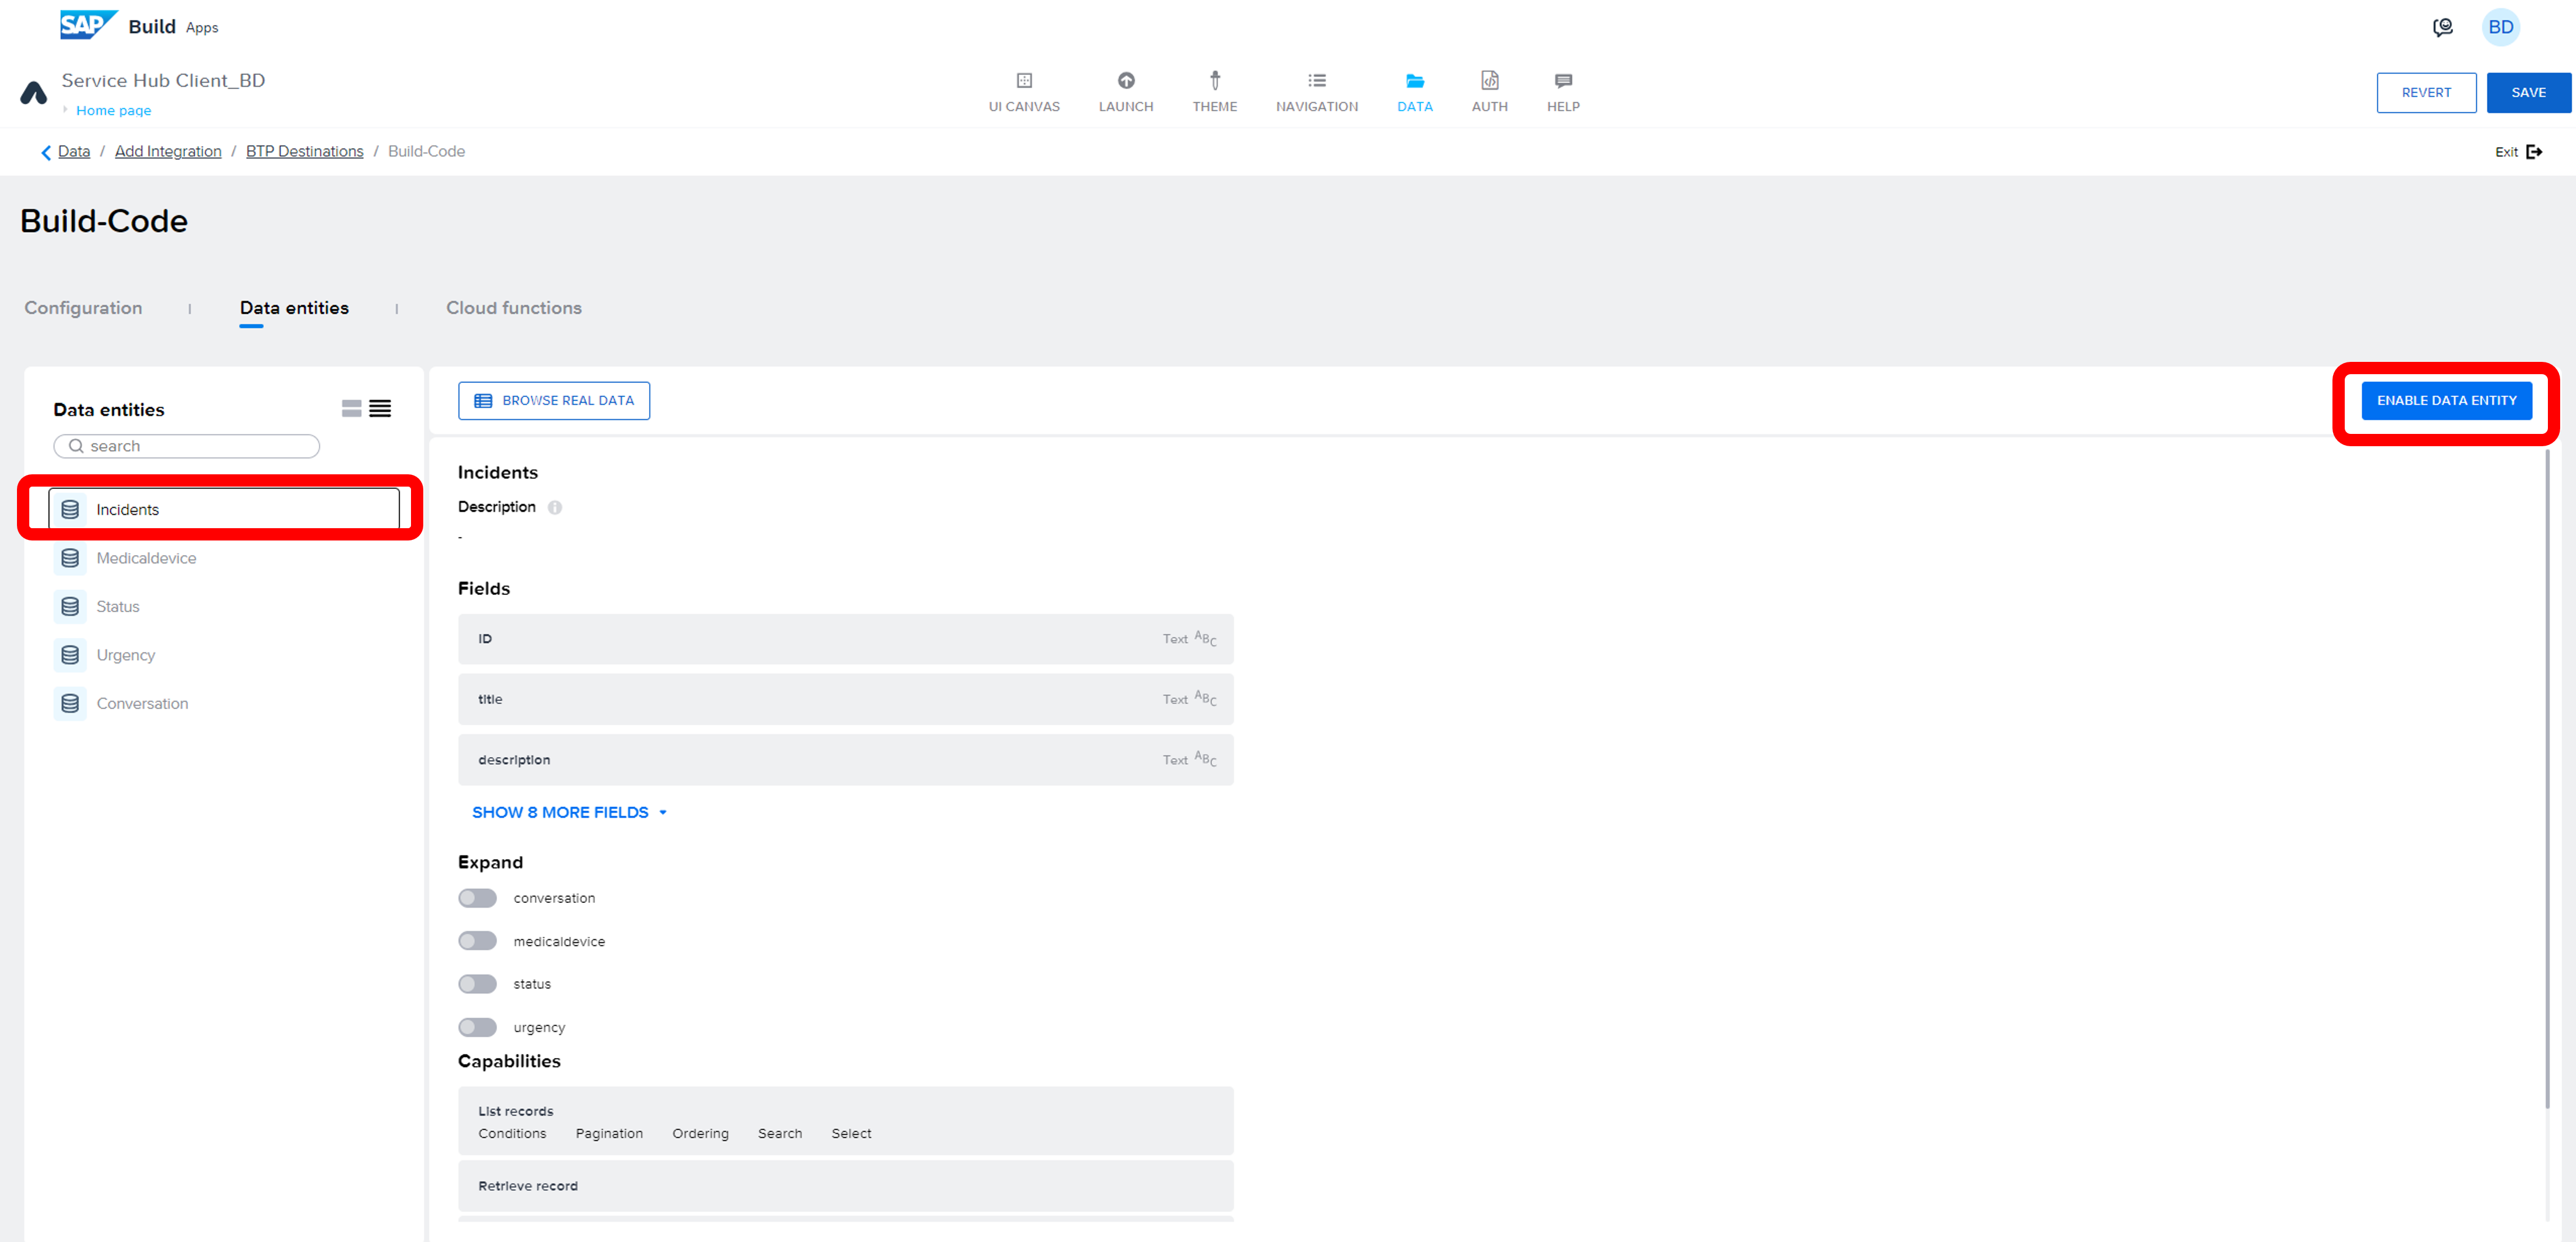 SAP Build Apps
BD
Service Hub Client_BD
Home page
UI CANVAS LAUNCH THEME NAVIGATION DATA AUTH HELP
REVERT SAVE
Data / Add Integration / BTP Destinations / Build-Code
Exit
Build-Code
Configuration | Data entities | Cloud functions
Data entities
search
Incidents
Medicaldevice
Status
Urgency
Conversation
BROWSE REAL DATA
ENABLE DATA ENTITY
Incidents
Description
-
Fields
ID Text ABC
title Text ABC
description Text ABC
SHOW 8 MORE FIELDS
Expand
conversation
medicaldevice
status
urgency
Capabilities
List records
Conditions Pagination Ordering Search Select
Retrieve record